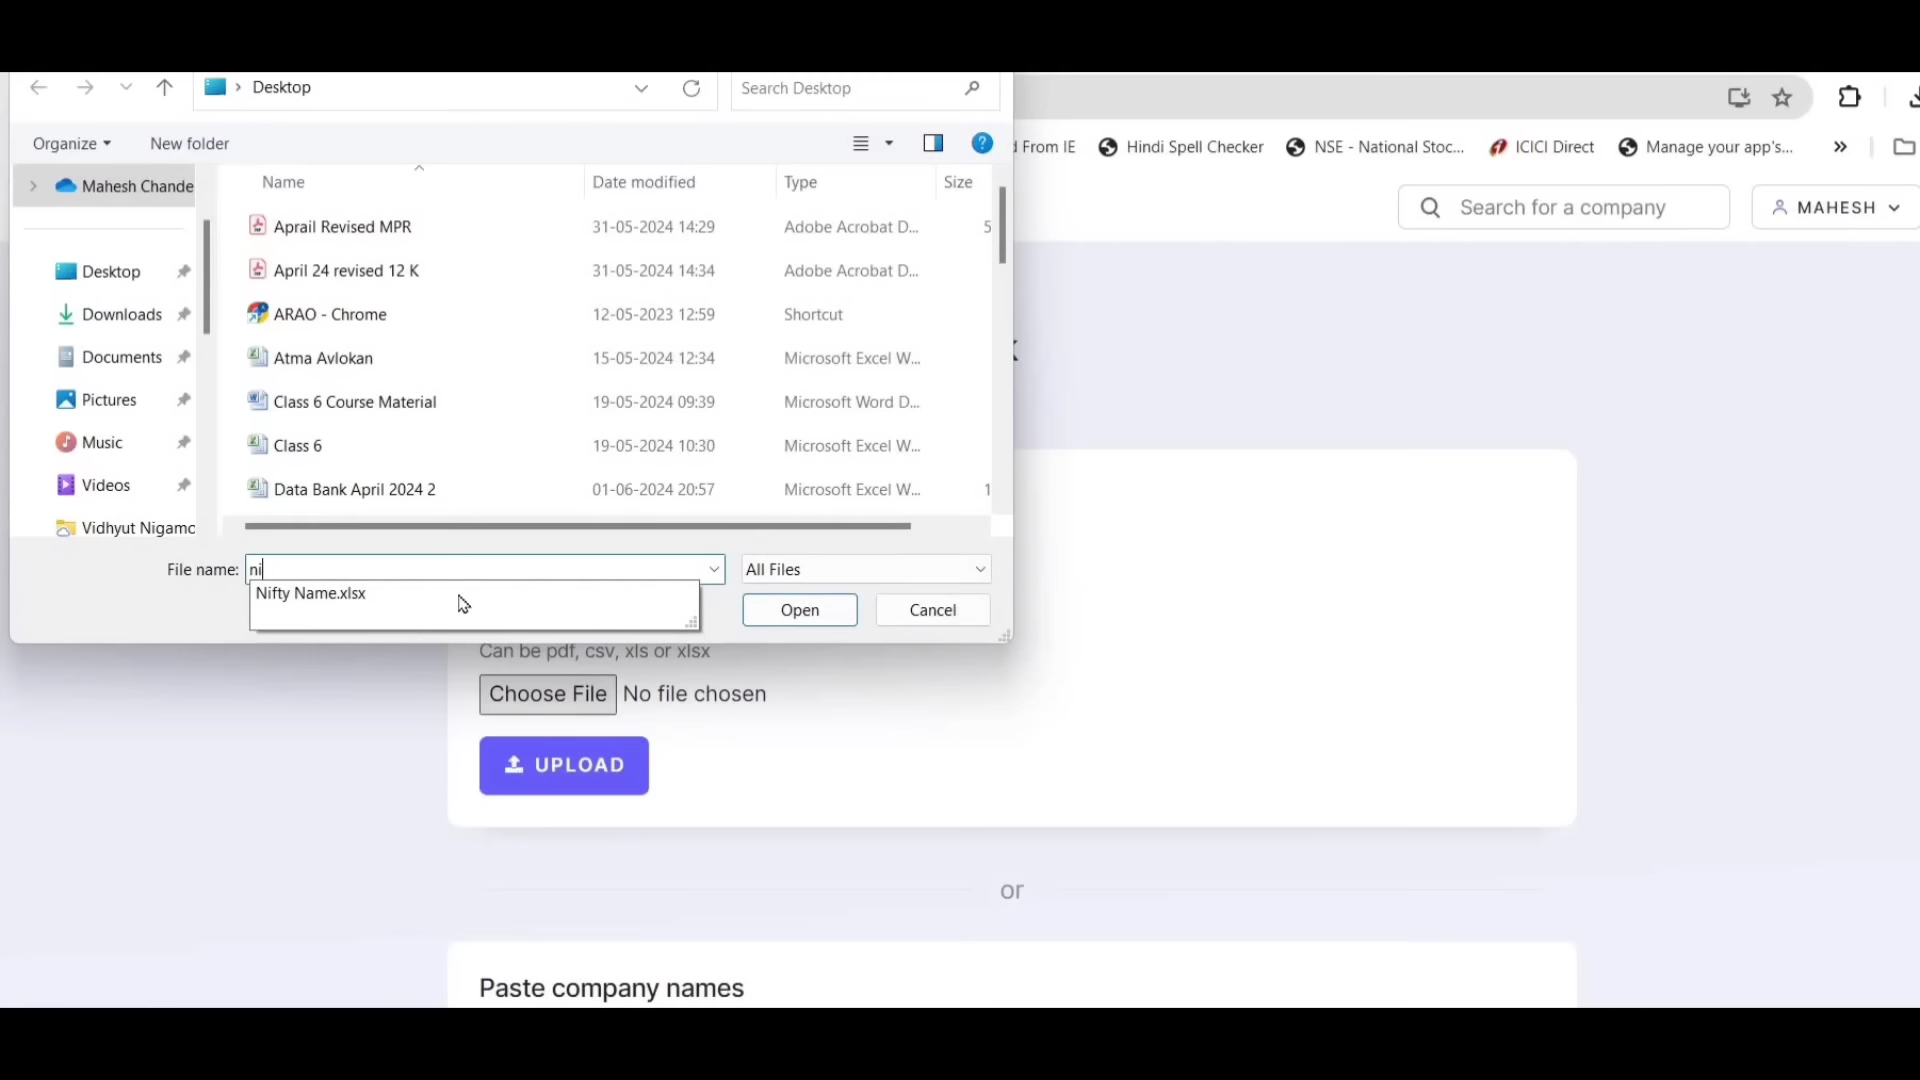 Desktop
Search Desktop
Organize
New folder
From IE
Hindi Spell Checker
NSE - National Stoc...
ICICI Direct
Manage your app's...
Mahesh Chande
Name
Date modified
Type
Size
Search for a company
MAHESH
Aprail Revised MPR
31-05-2024 14:29
Adobe Acrobat D...
5
Desktop
April 24 revised 12 K
31-05-2024 14:34
Adobe Acrobat D...
Downloads
ARAO - Chrome
12-05-2023 12:59
Shortcut
Documents
Atma Avlokan
15-05-2024 12:34
Microsoft Excel W...
Pictures
Class 6 Course Material
19-05-2024 09:39
Microsoft Word D...
Music
Class 6
19-05-2024 10:30
Microsoft Excel W...
Videos
Data Bank April 2024 2
01-06-2024 20:57
Microsoft Excel W...
1
Vidhyut Nigamo
File name: ni
All Files
Nifty Name.xlsx
Open
Cancel
Can be pdf, csv, xls or xlsx
Choose File No file chosen
UPLOAD
or
Paste company names